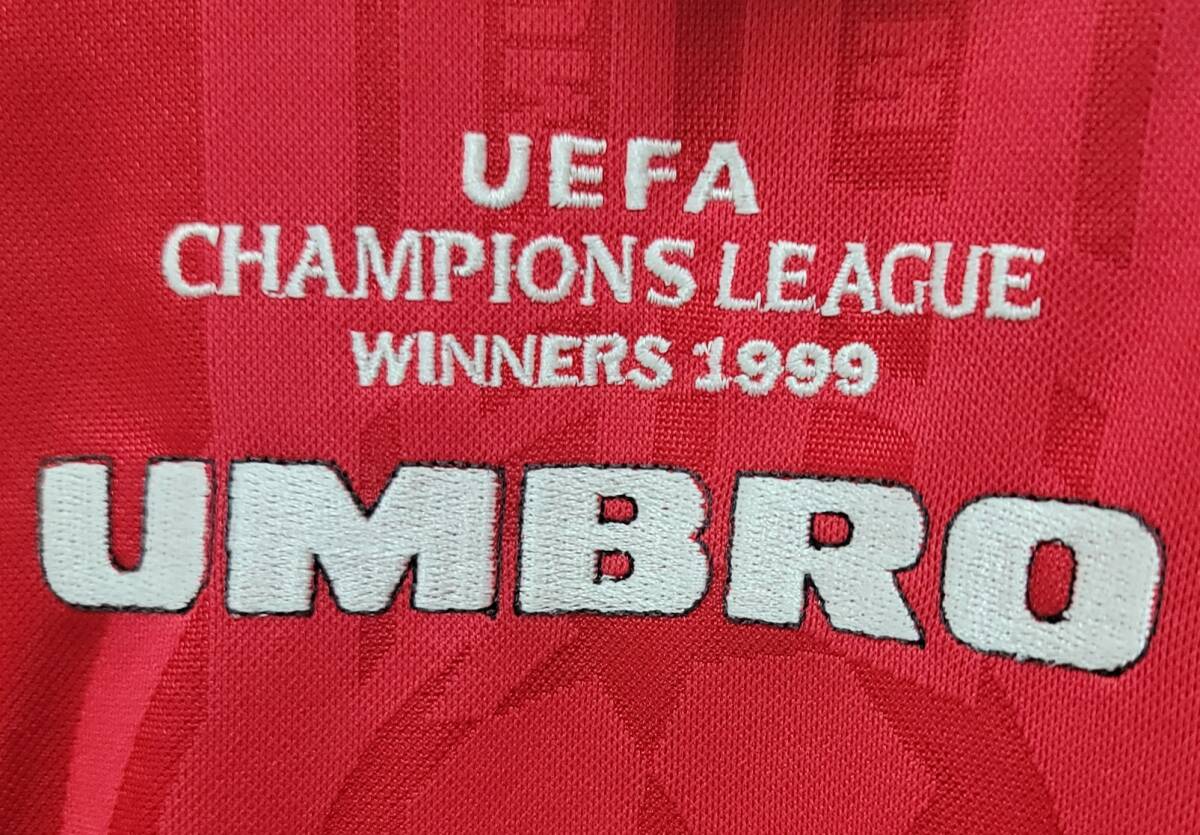 UEFA
CHAMPIONS LEAGUE
WINNERS 1999
UMBRO